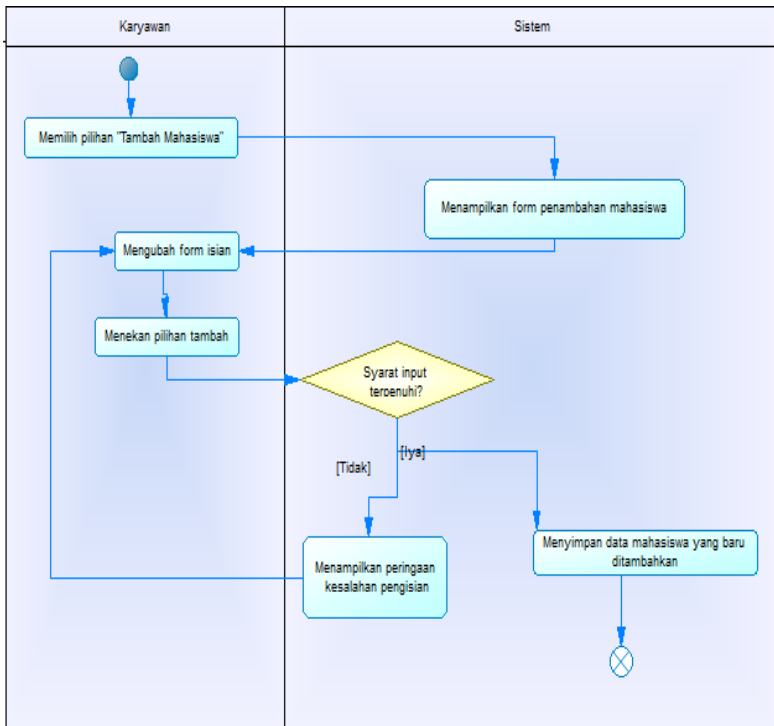 Karyawan
Sistem
Memilih pilihan "Tambah Mahasiswa"
Menampilkan form penambahan mahasiswa
Mengubah form isian
Menekan pilihan tambah
Syarat input
teroenuhi?
[Iya]
[Tidak]
Menampilkan peringaan
kesalahan pengisian
Menyimpan data mahasiswa yang baru
ditambahkan